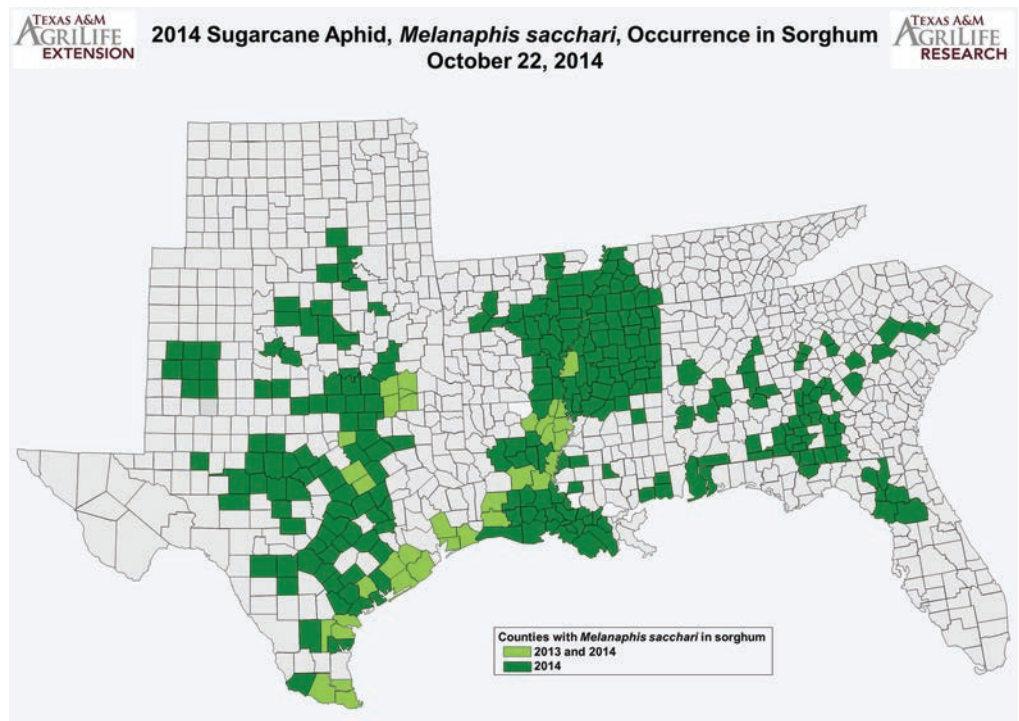 TEXAS A&M
AGRILIFE
EXTENSION
2014 Sugarcane Aphid, Melanaphis sacchari, Occurrence in Sorghum
October 22, 2014
TEXAS A&M
AGRILIFE
RESEARCH
Counties with Melanaphis sacchari in sorghum
2013 and 2014
2014